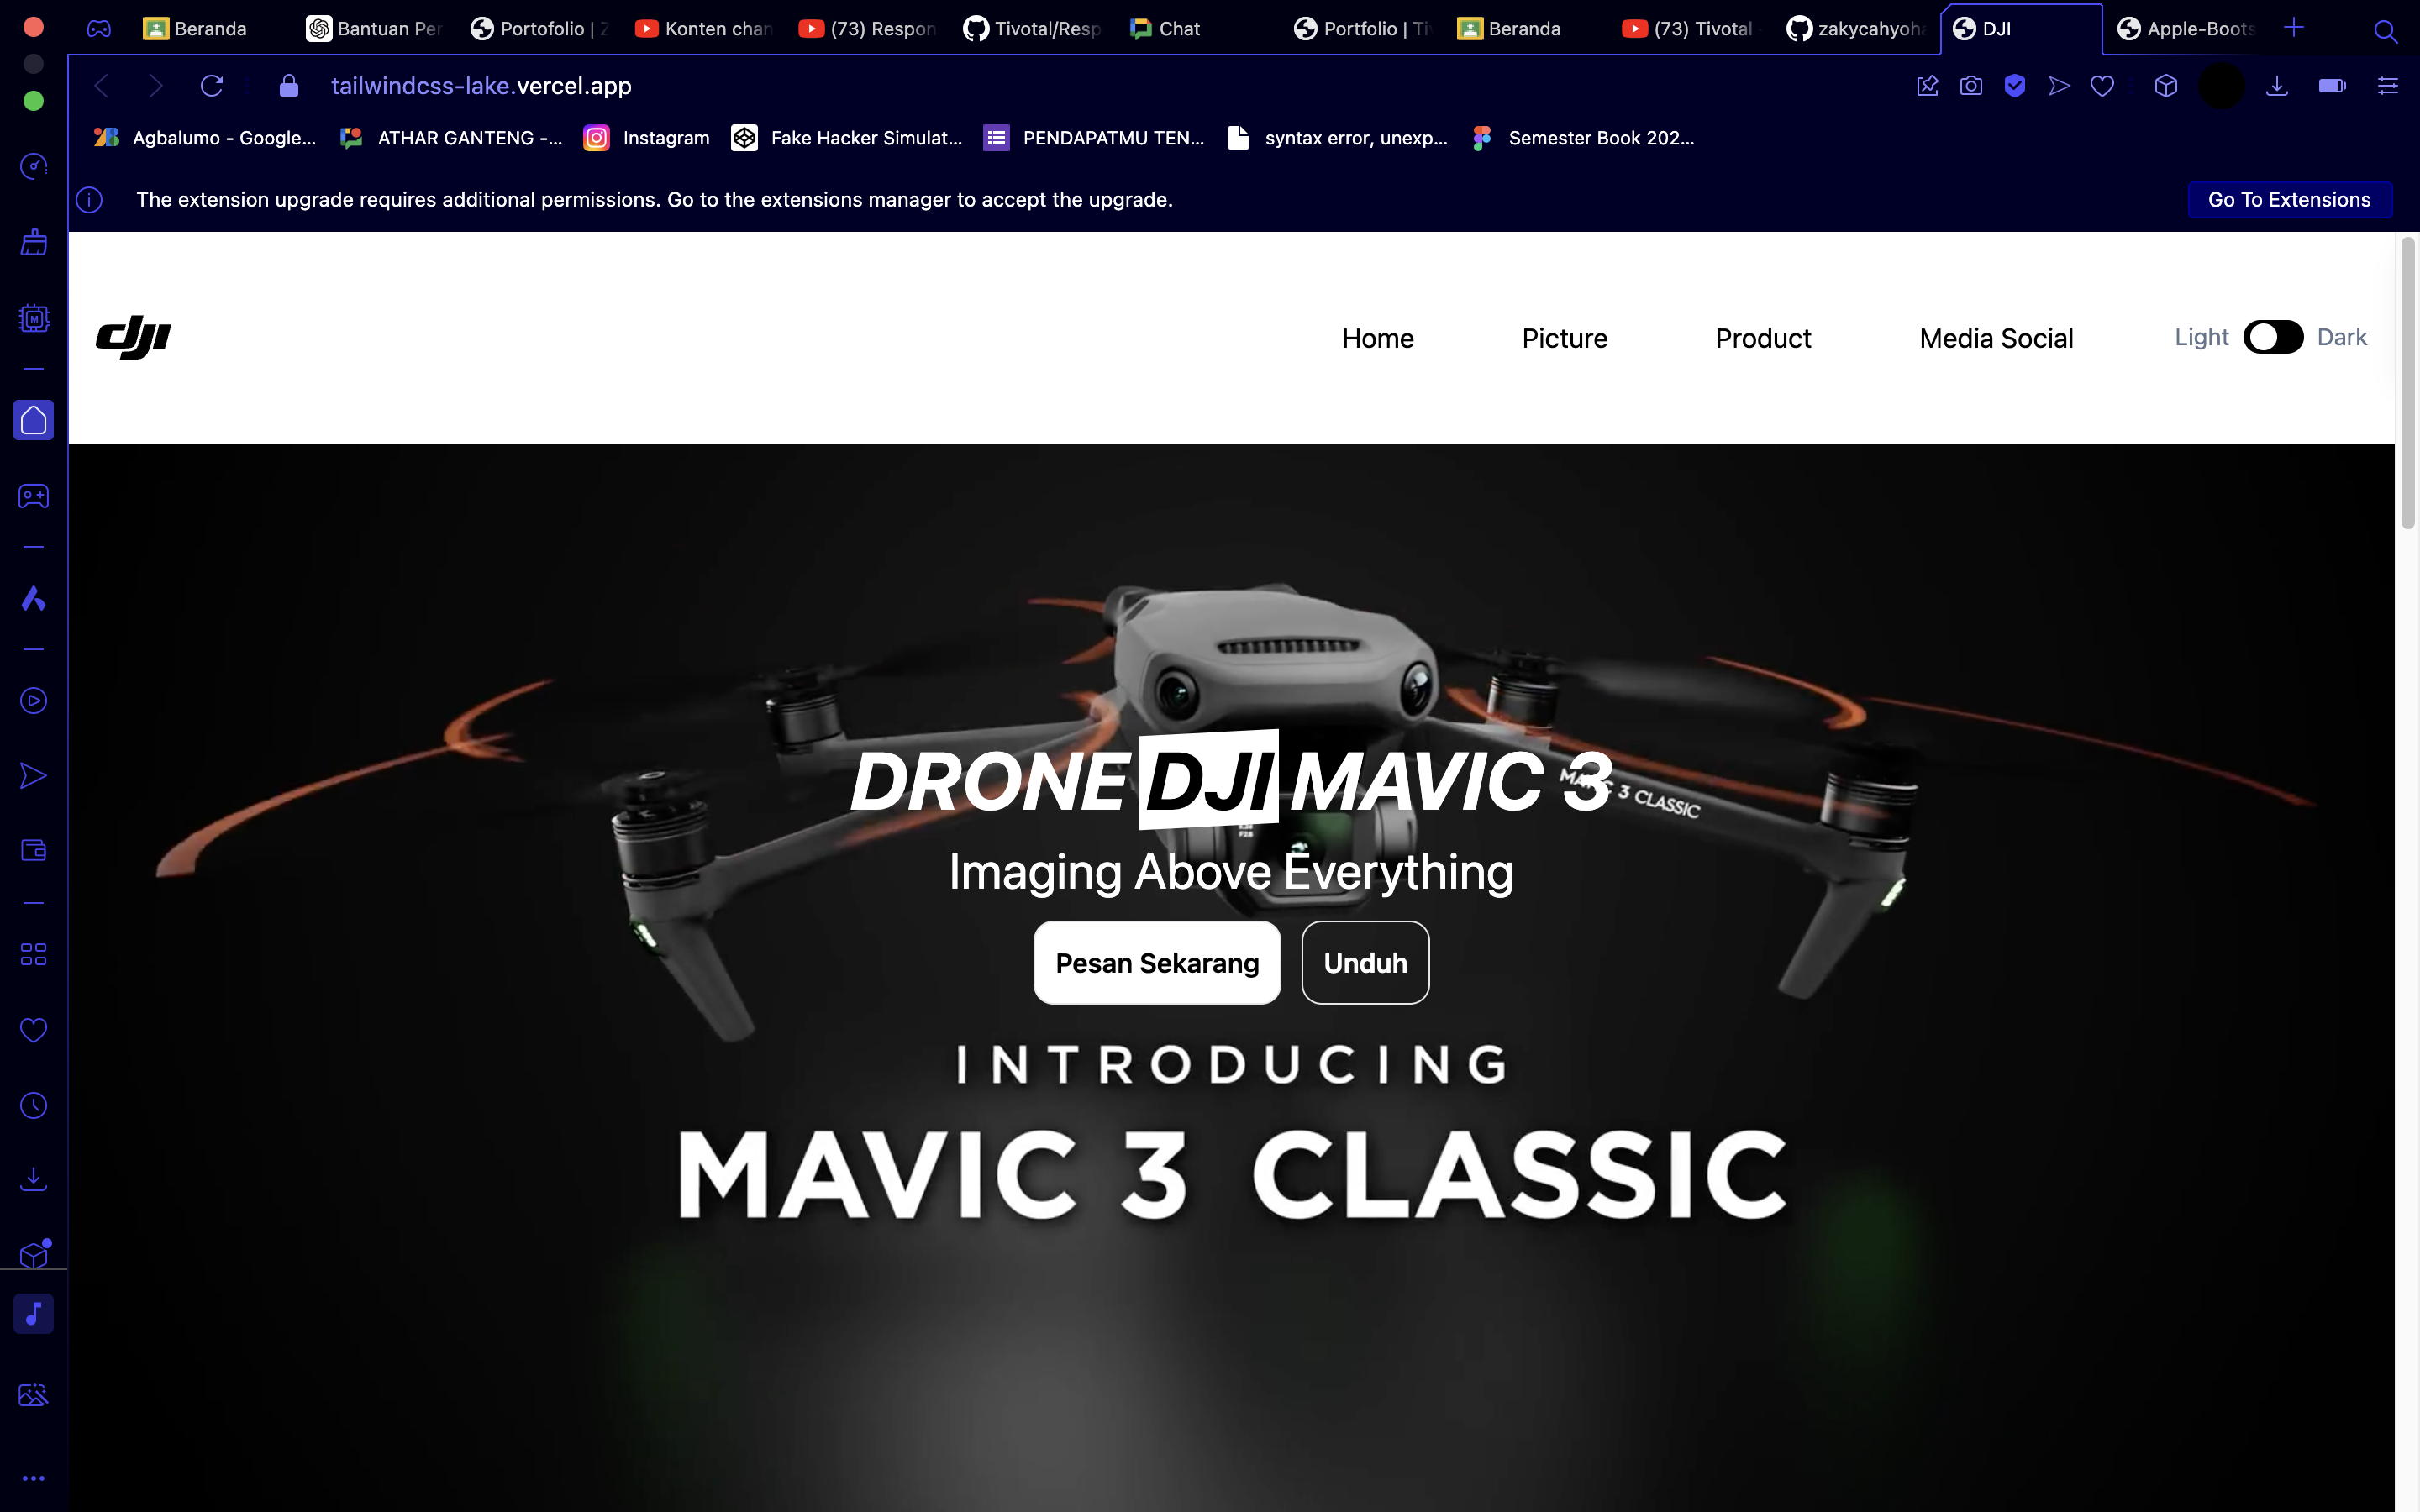 Beranda
Bantuan Per
Portofolio | Z
Konten chan
(73) Respon
Tivotal/Resp
Chat
Portfolio | Ti
Beranda
(73) Tivotal
zakycahyoha
DJI
Apple-Boots
tailwindcss-lake.vercel.app
Agbalumo - Google...
ATHAR GANTENG -...
Instagram
Fake Hacker Simulat...
PENDAPATMU TEN...
syntax error, unexp...
Semester Book 202...
The extension upgrade requires additional permissions. Go to the extensions manager to accept the upgrade.
Go To Extensions
dji
Home
Picture
Product
Media Social
Light
Dark
DRONE DJI MAVIC 3
3 CLASSIC
Imaging Above Everything
Pesan Sekarang
Unduh
INTRODUCING
MAVIC 3 CLASSIC